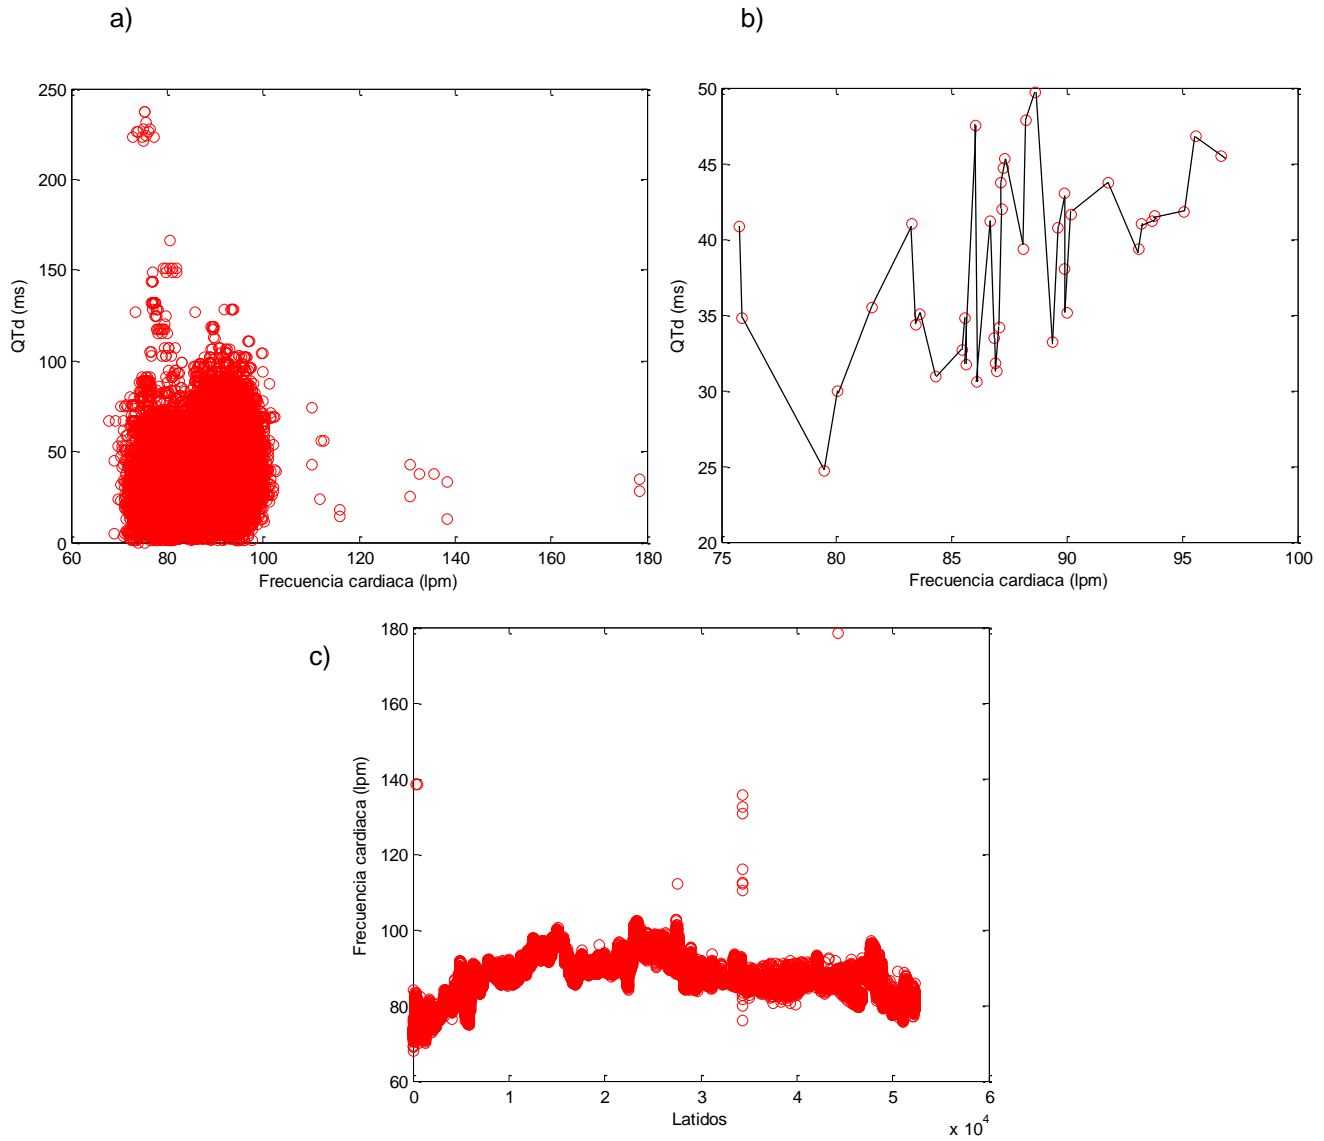 a)
b)
250
200
150
100
50
0
QTd (ms)
60 80 100 120 140 160 180
Frecuencia cardiaca (lpm)
50
45
40
35
30
25
20
QTd (ms)
75 80 85 90 95 100
Frecuencia cardiaca (lpm)
c)
180
160
140
120
100
80
60
Frecuencia cardiaca (lpm)
0 1 2 3 4 5 6
Latidos
x 10^4